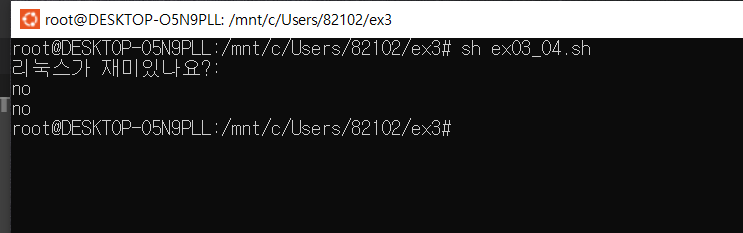 root@DESKTOP-O5N9PLL: /mnt/c/Users/82102/ex3
root@DESKTOP-O5N9PLL:/mnt/c/Users/82102/ex3# sh ex03_04.sh
리눅스가 재미있나요?:
no
no
root@DESKTOP-O5N9PLL:/mnt/c/Users/82102/ex3#